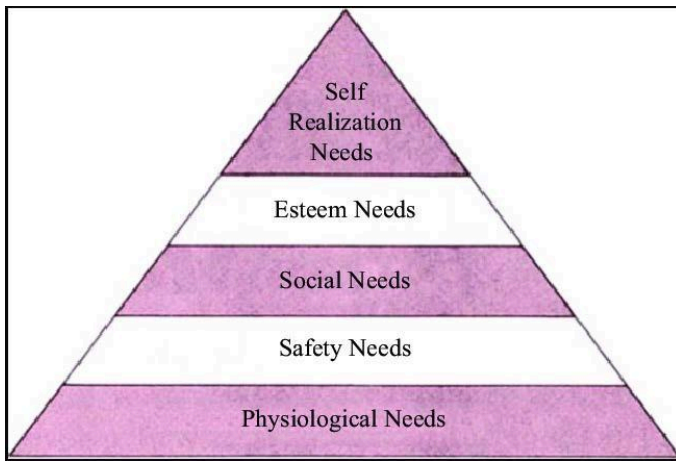 Self
Realization
Needs
Esteem Needs
Social Needs
Safety Needs
Physiological Needs